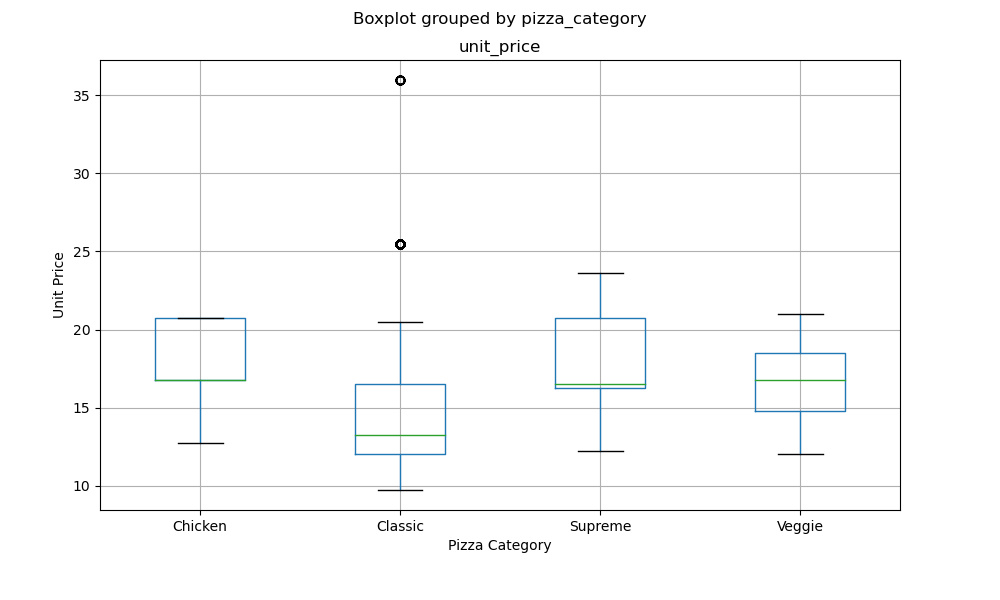 Boxplot grouped by pizza_category
unit_price
35
30
25
20
15
10
Unit Price
Chicken Classic Supreme Veggie
Pizza Category